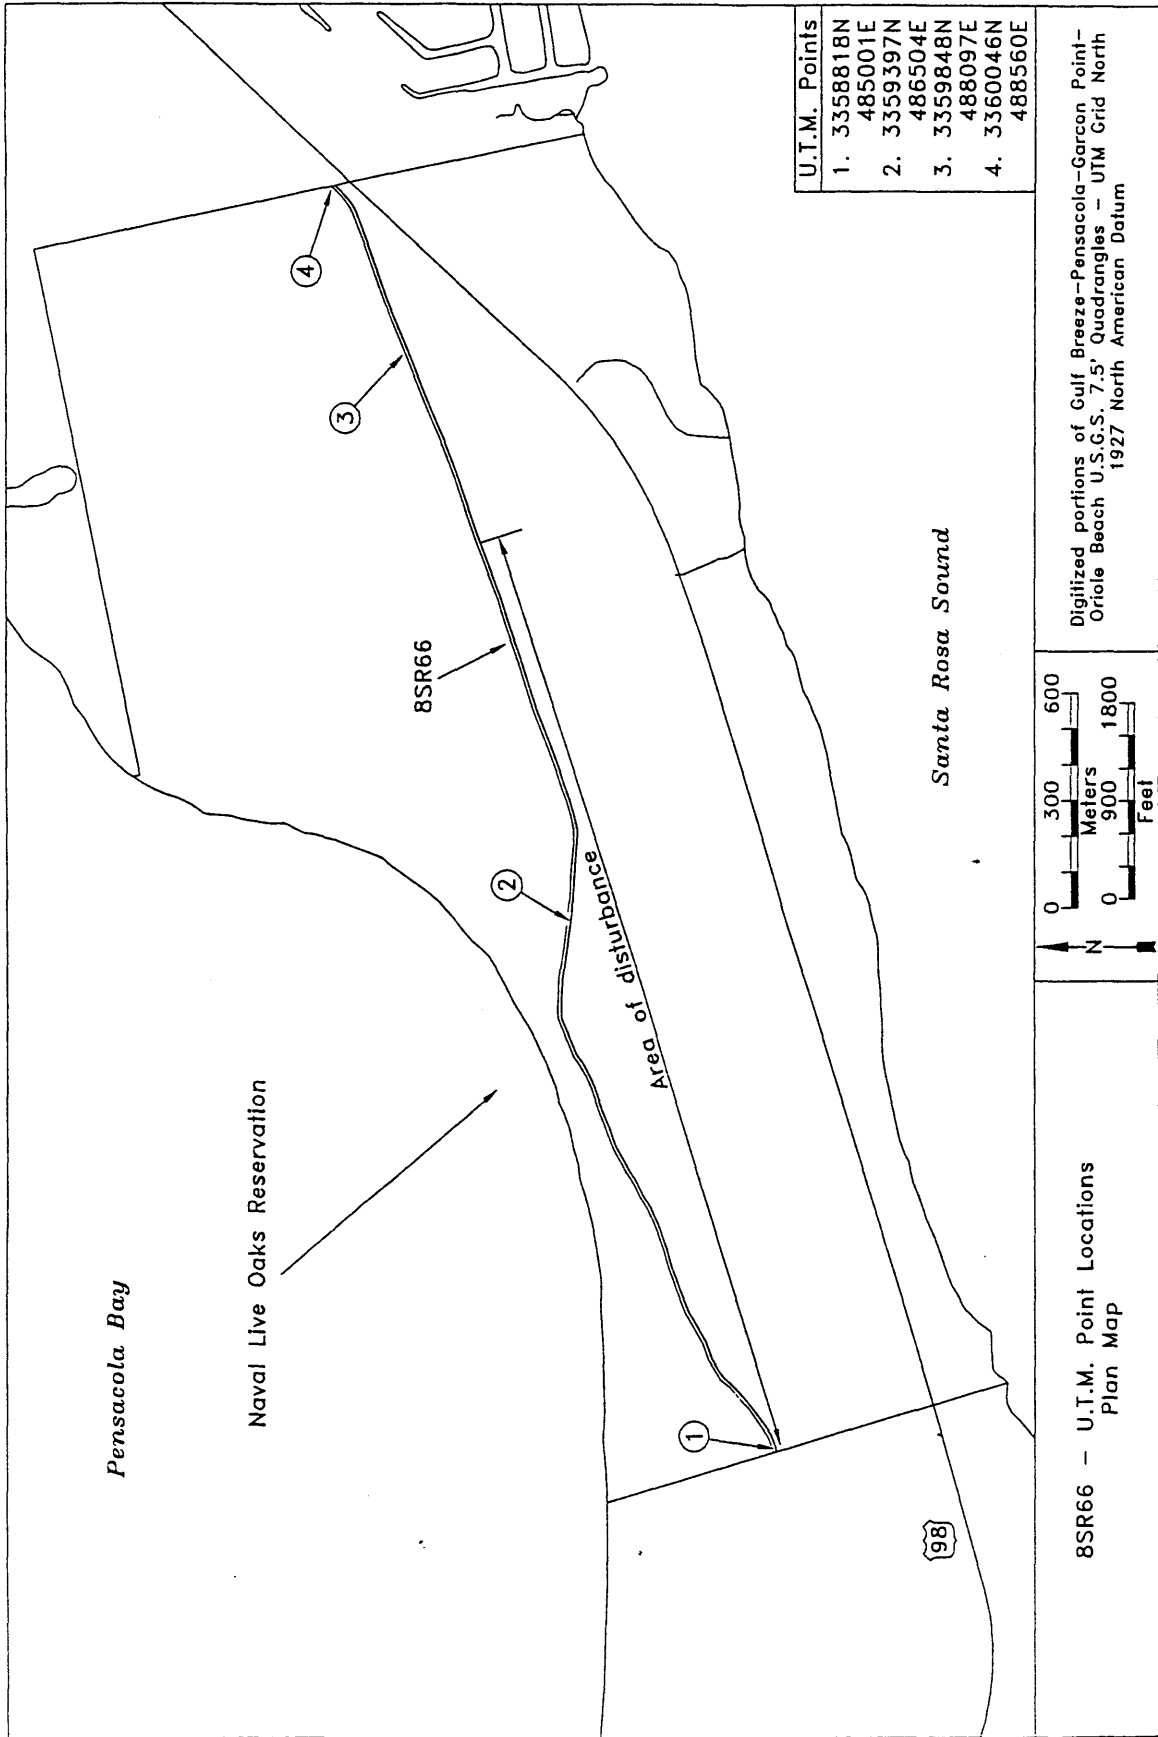 Pensacola Bay
Naval Live Oaks Reservation
8SR66
1
2
3
4
Area of disturbance
Santa Rosa Sound
98
U.T.M. Points
1. 3358818N
485001E
2. 3359397N
486504E
3. 3359848N
488097E
4. 3360046N
488560E
8SR66 - U.T.M. Point Locations
Plan Map
N
0 300 600
Meters
0 900 1800
Feet
Digitized portions of Gulf Breeze-Pensacola-Garcon Point-
Oriole Beach U.S.G.S. 7.5' Quadrangles - UTM Grid North
1927 North American Datum